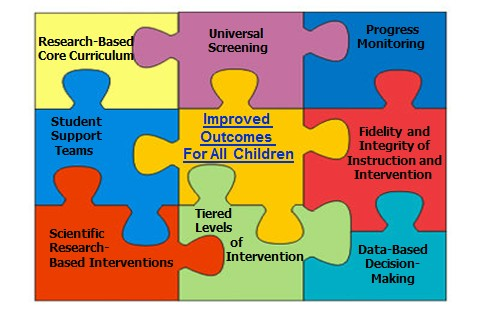 Research-Based
Core Curriculum
Universal
Screening
Progress
Monitoring
Student
Support
Teams
Improved
Outcomes
For All Children
Fidelity and
Integrity of
Instruction and
Intervention
Scientific
Research-
Based Interventions
Tiered
Levels
of
Intervention
Data-Based
Decision-
Making